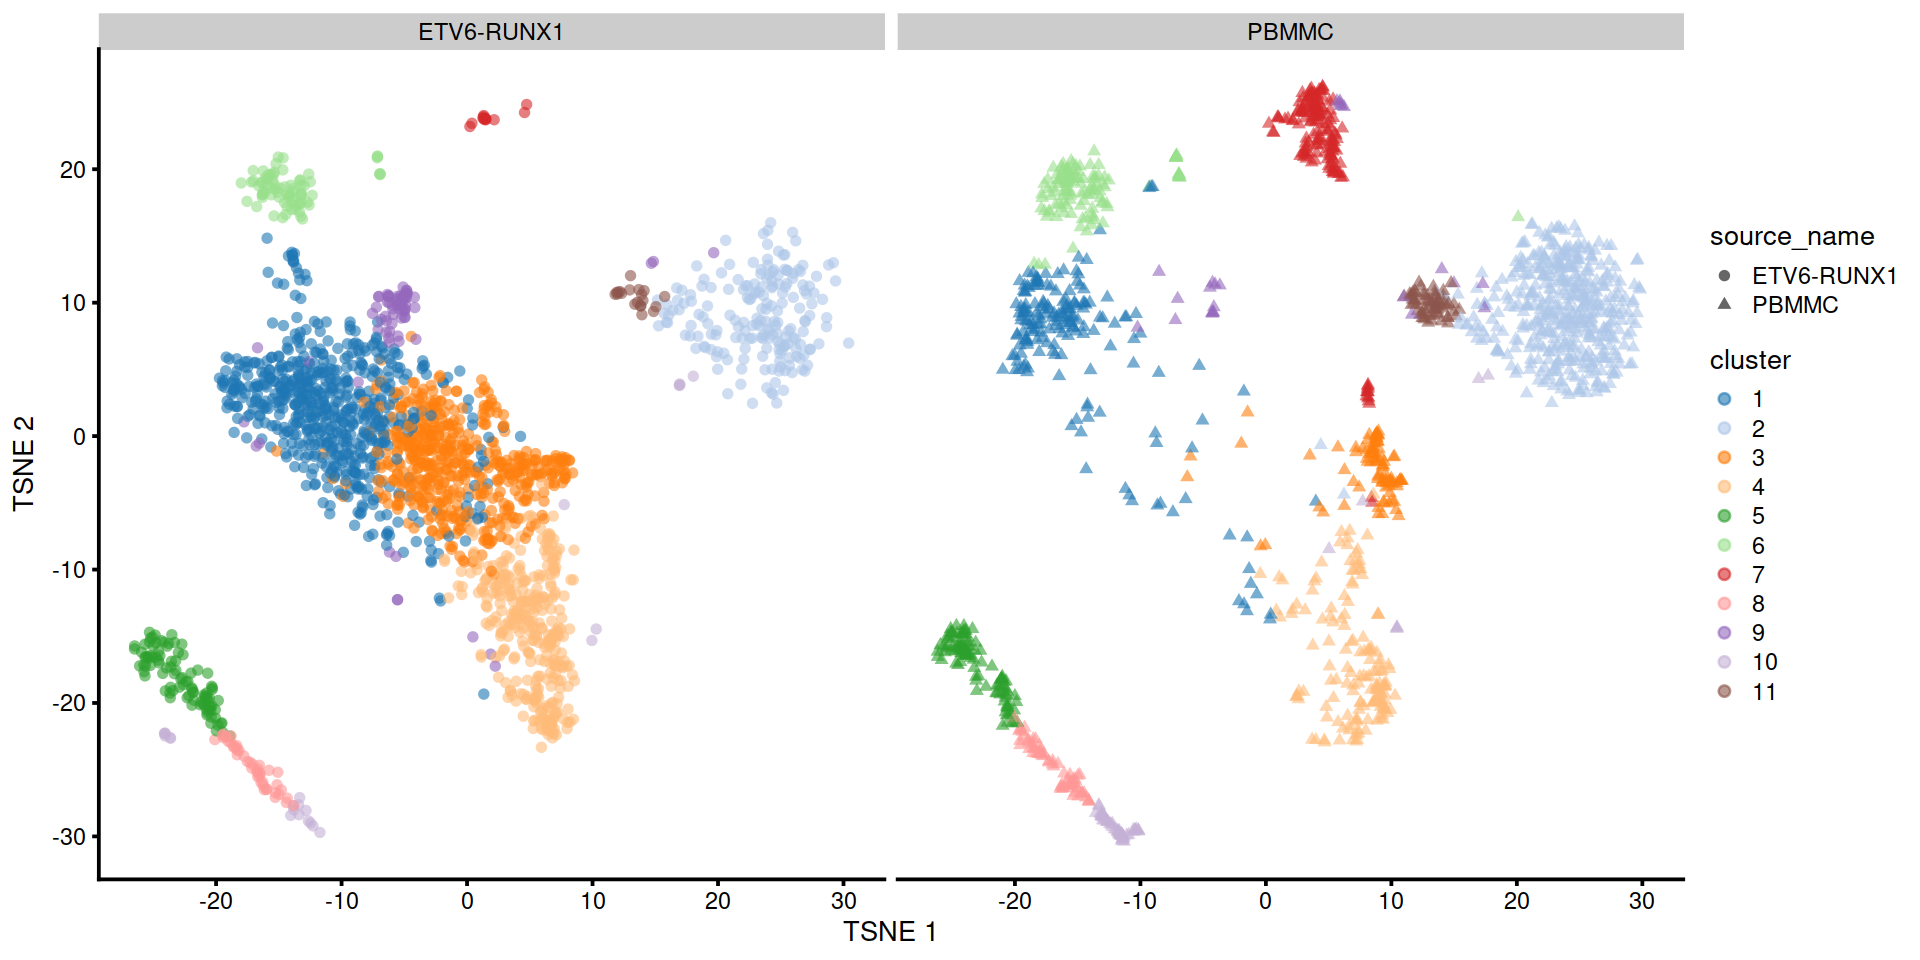 ETV6-RUNX1 PBMMC
20
10
0
-10
-20
-30
TSNE 2
-20 -10 0 10 20 30 -20 -10 0 10 20 30
TSNE 1
source_name
ETV6-RUNX1
PBMMC
cluster
1
2
3
4
5
6
7
8
9
10
11